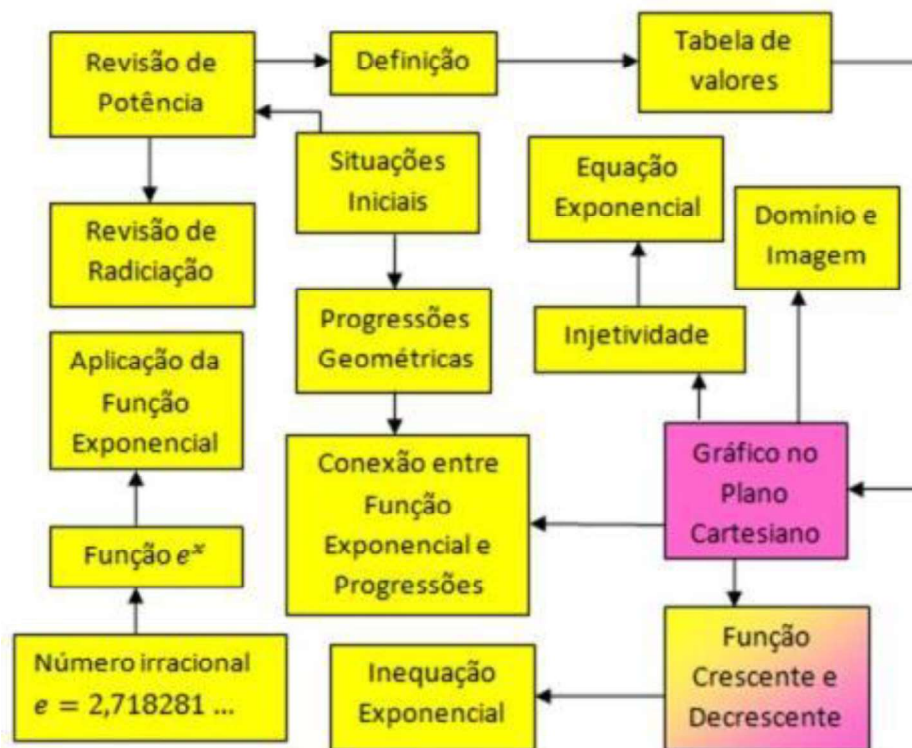 Revisão de
Potência
Definição
Tabela de
valores
Situações
Iniciais
Equação
Exponencial
Domínio e
Imagem
Revisão de
Radiciação
Progressões
Geométricas
Injetividade
Aplicação da
Função
Exponencial
Conexão entre
Função
Exponencial e
Progressões
Gráfico no
Plano
Cartesiano
Função eˣ
Número irracional
e = 2,718281 ...
Inequação
Exponencial
Função
Crescente e
Decrescente